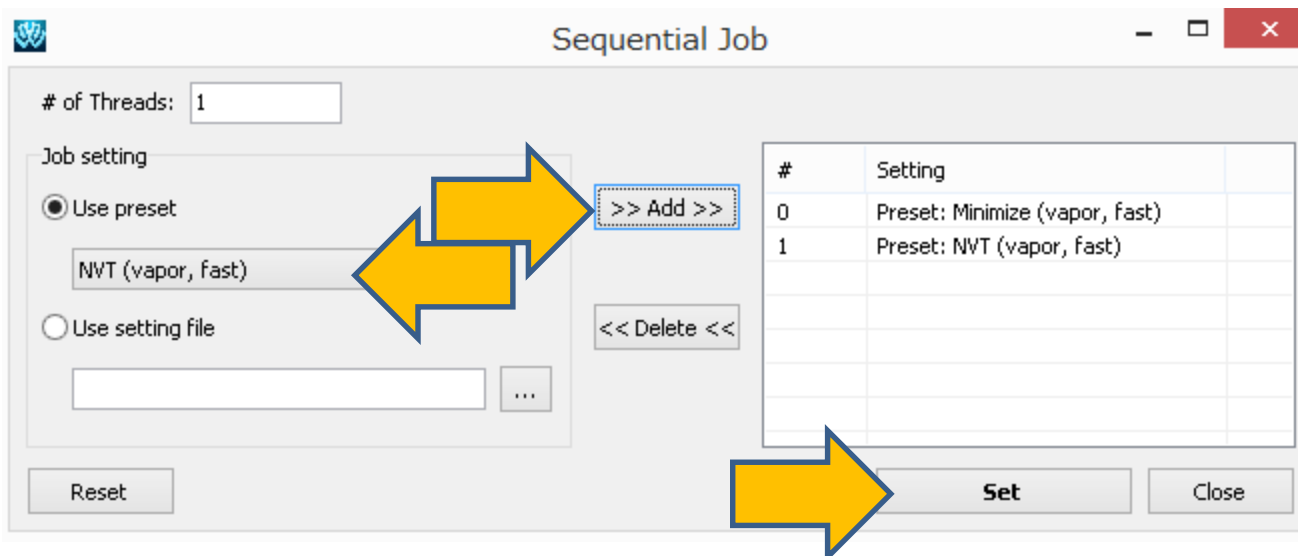 Sequential Job
# of Threads: 1
Job setting
Use preset
NVT (vapor, fast)
Use setting file
...
>> Add >>
<< Delete <<
# Setting
0 Preset: Minimize (vapor, fast)
1 Preset: NVT (vapor, fast)
Reset
Set
Close